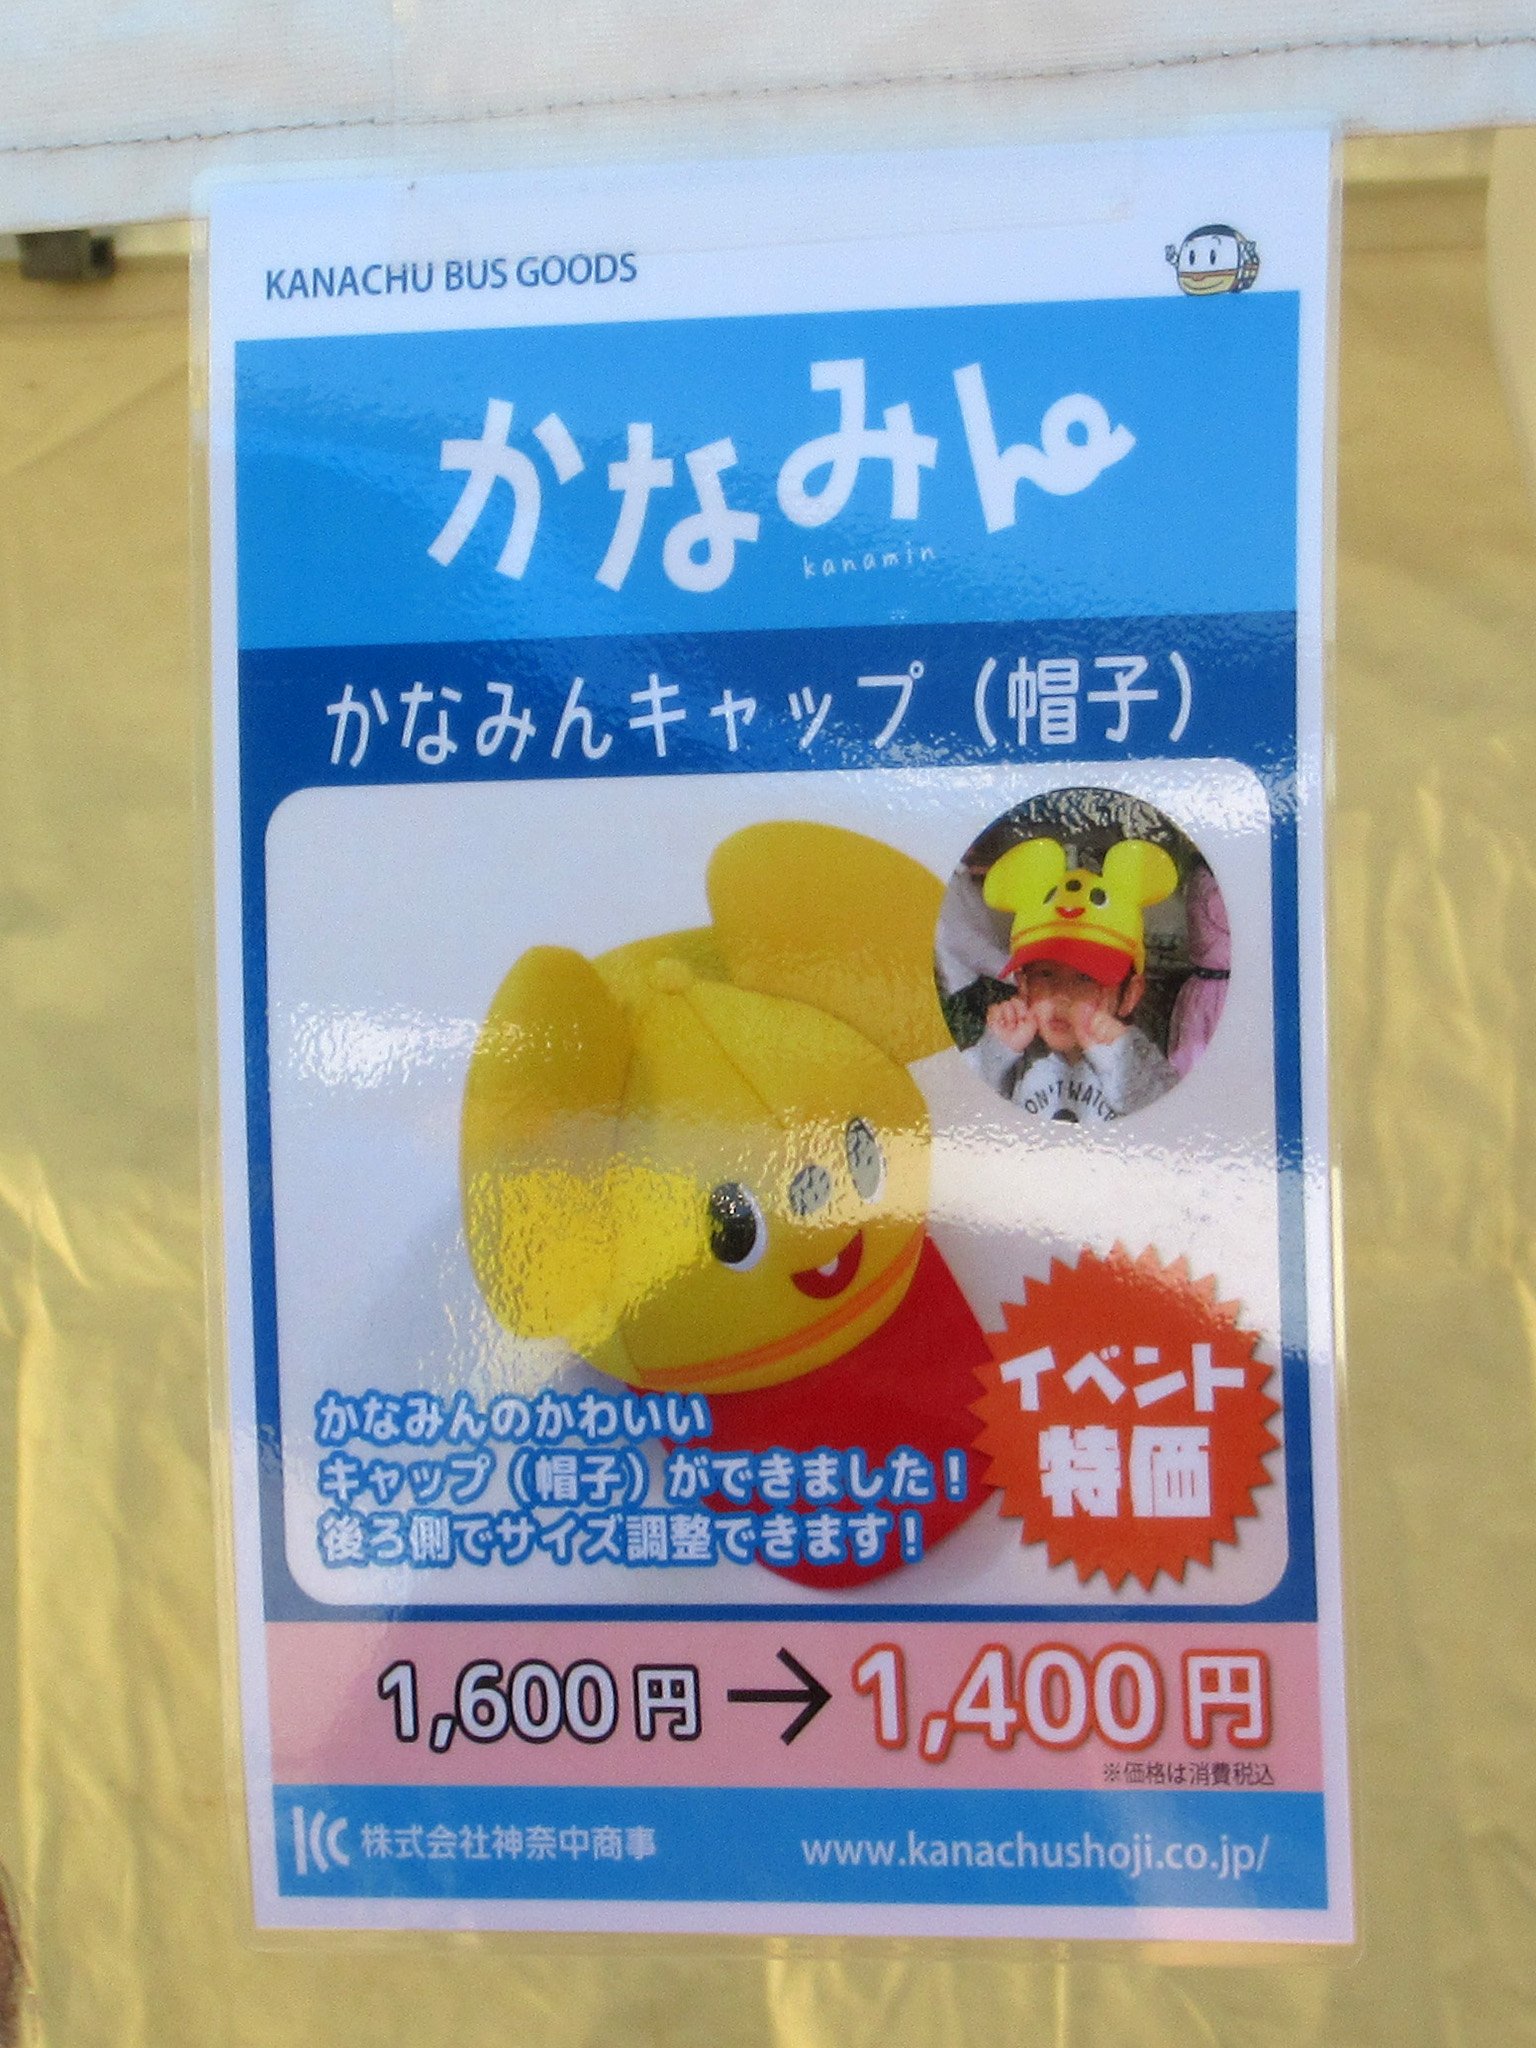 KANACHU BUS GOODS
かなみん
kanamin
かなみんキャップ（帽子）
ON'T WATCH
かなみんのかわいい
キャップ（帽子）ができました！
後ろ側でサイズ調整できます！
イベント
特価
1,600円→1,400円
※価格は消費税込
株式会社神奈中商事
www.kanachushoji.co.jp/